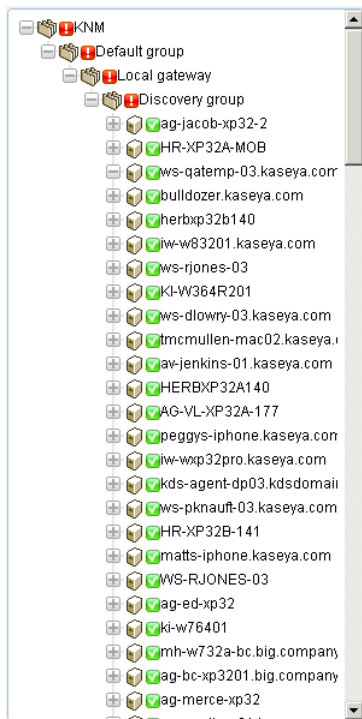 KNM
Default group
Local gateway
Discovery group
ag-jacob-xp32-2
HR-XP32A-MOB
ws-qatemp-03.kaseya.com
bulldozer.kaseya.com
herbxp32b140
iw-w83201.kaseya.com
ws-rjones-03
KI-W364R201
ws-dlowry-03.kaseya.com
tmcmullen-mac02.kaseya.
av-jenkins-01.kaseya.com
HERBXP32A140
AG-VL-XP32A-177
peggys-iphone.kaseya.com
iw-wxp32pro.kaseya.com
kds-agent-dp03.kdsdomai
ws-pknauft-03.kaseya.com
HR-XP32B-141
matts-iphone.kaseya.com
WS-RJONES-03
ag-ed-xp32
ki-w76401
mh-w732a-bc.big.company
ag-bc-xp3201.big.company
ag-merce-xp32